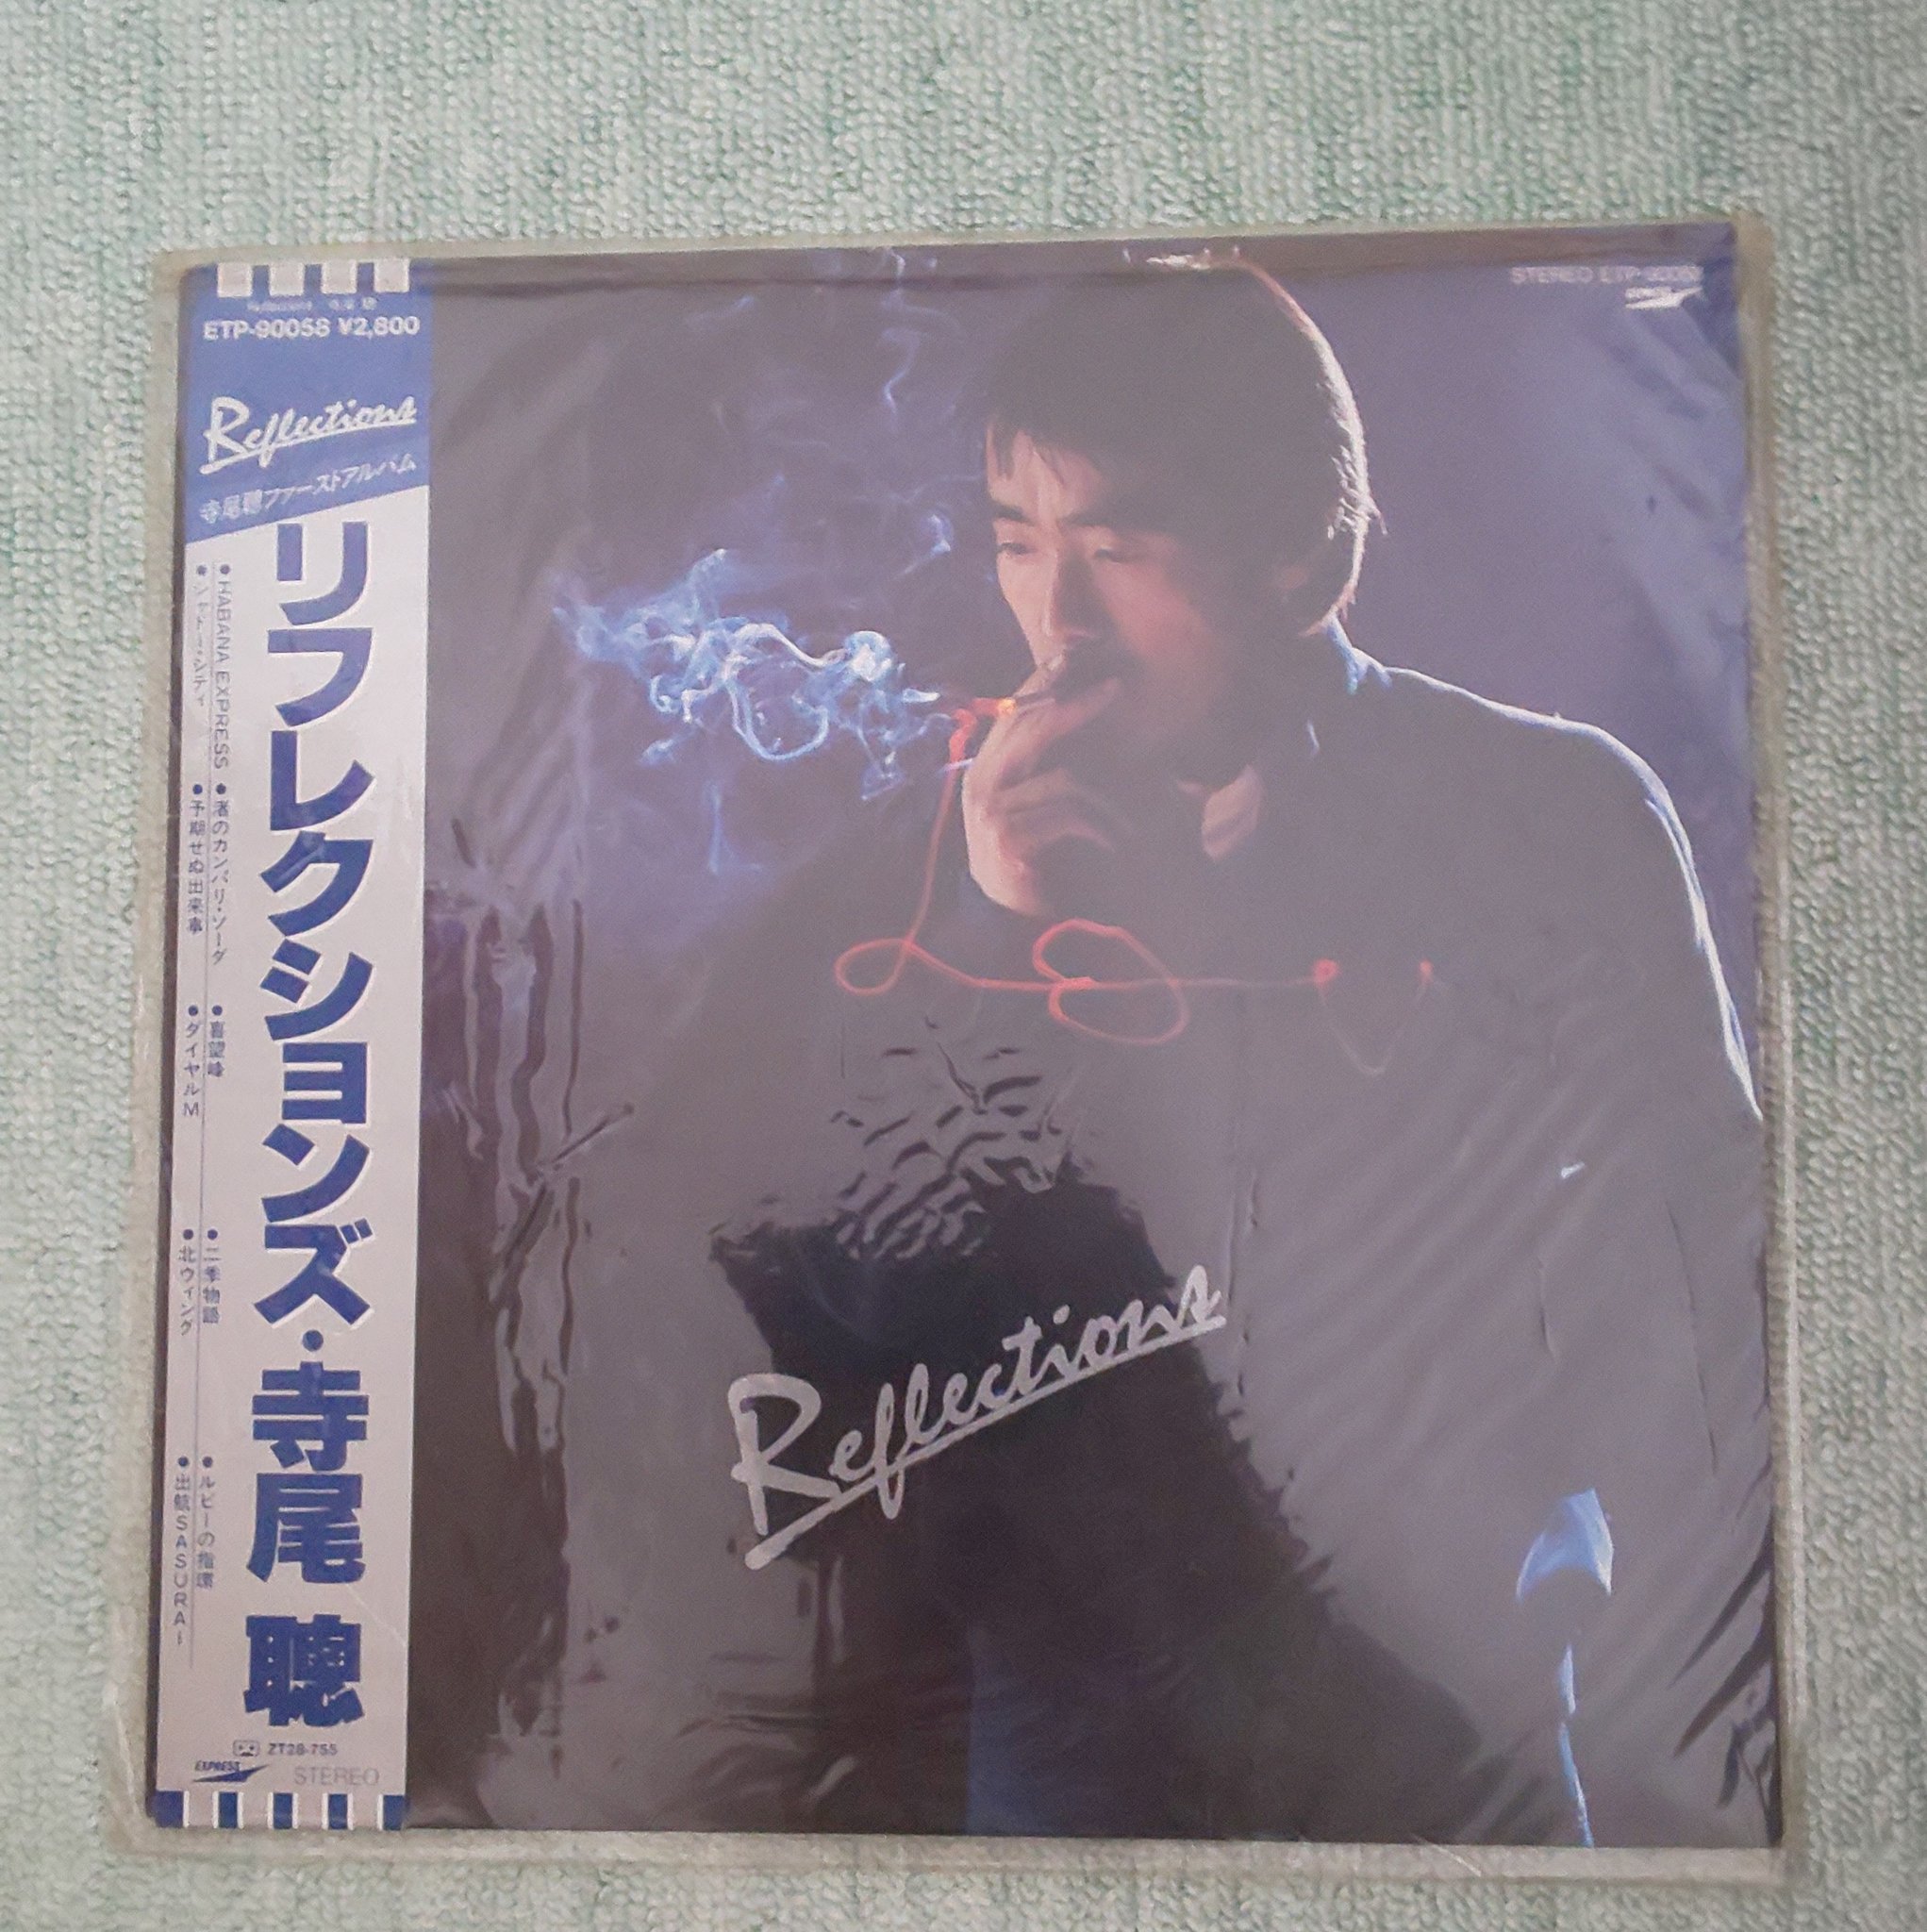 ETP-90058 ¥2,800
Reflections
寺尾聰ファーストアルバム
リフレクションズ・寺尾 聰
●HABANA EXPRESS ●渚のカンパリ・ソーダ ●喜望峰 ●二季物語 ●ルビーの指環
●シャドー・シティ ●予期せぬ出来事 ●ダイヤルM ●北ウィング ●出航SASURAI
ZT28-755
EXPRESS STEREO
STEREO ETP-90058
EXPRESS
Reflections